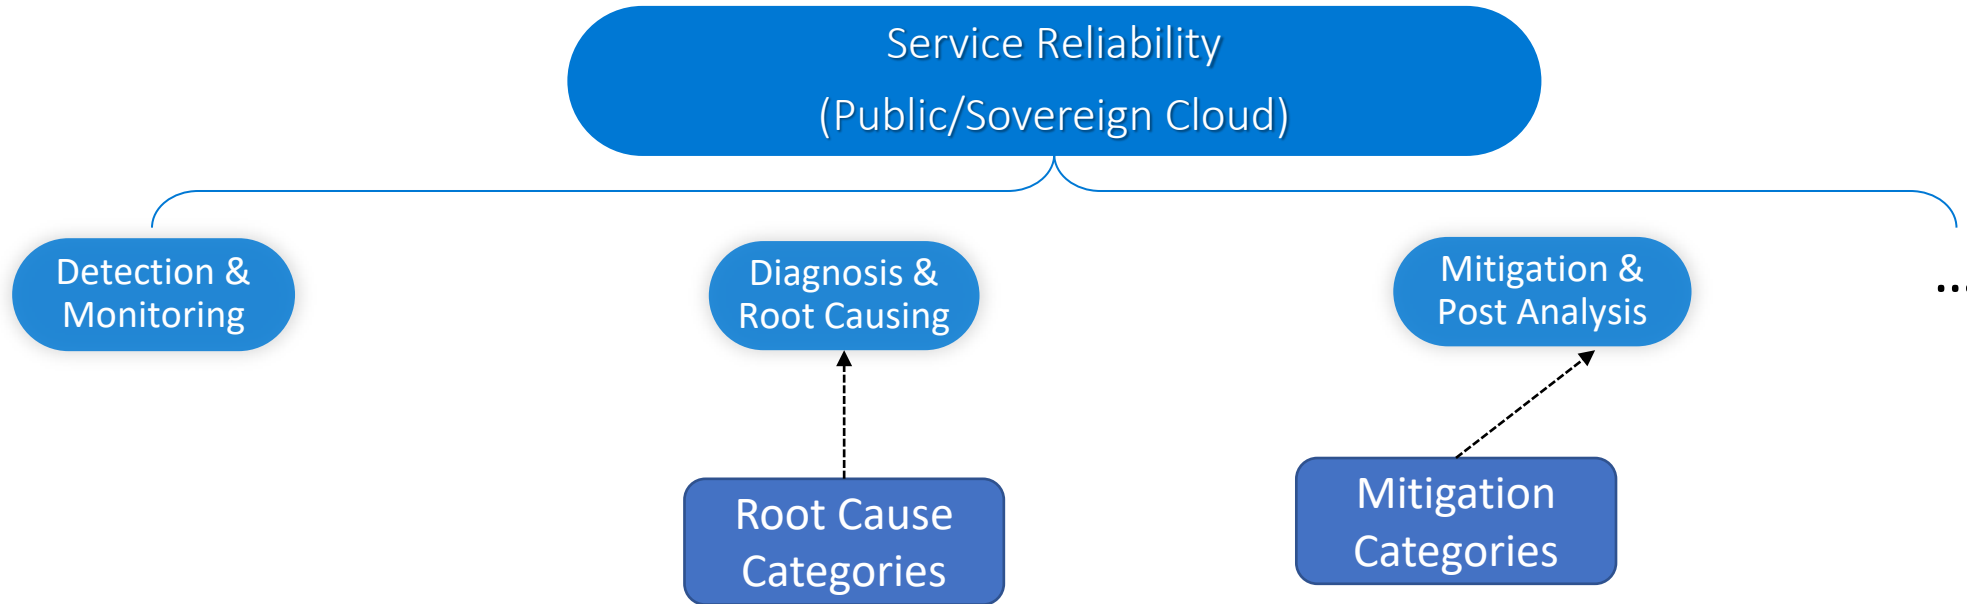 Service Reliability
(Public/Sovereign Cloud)
Detection &
Monitoring
Diagnosis &
Root Causing
Mitigation &
Post Analysis
...
Root Cause
Categories
Mitigation
Categories